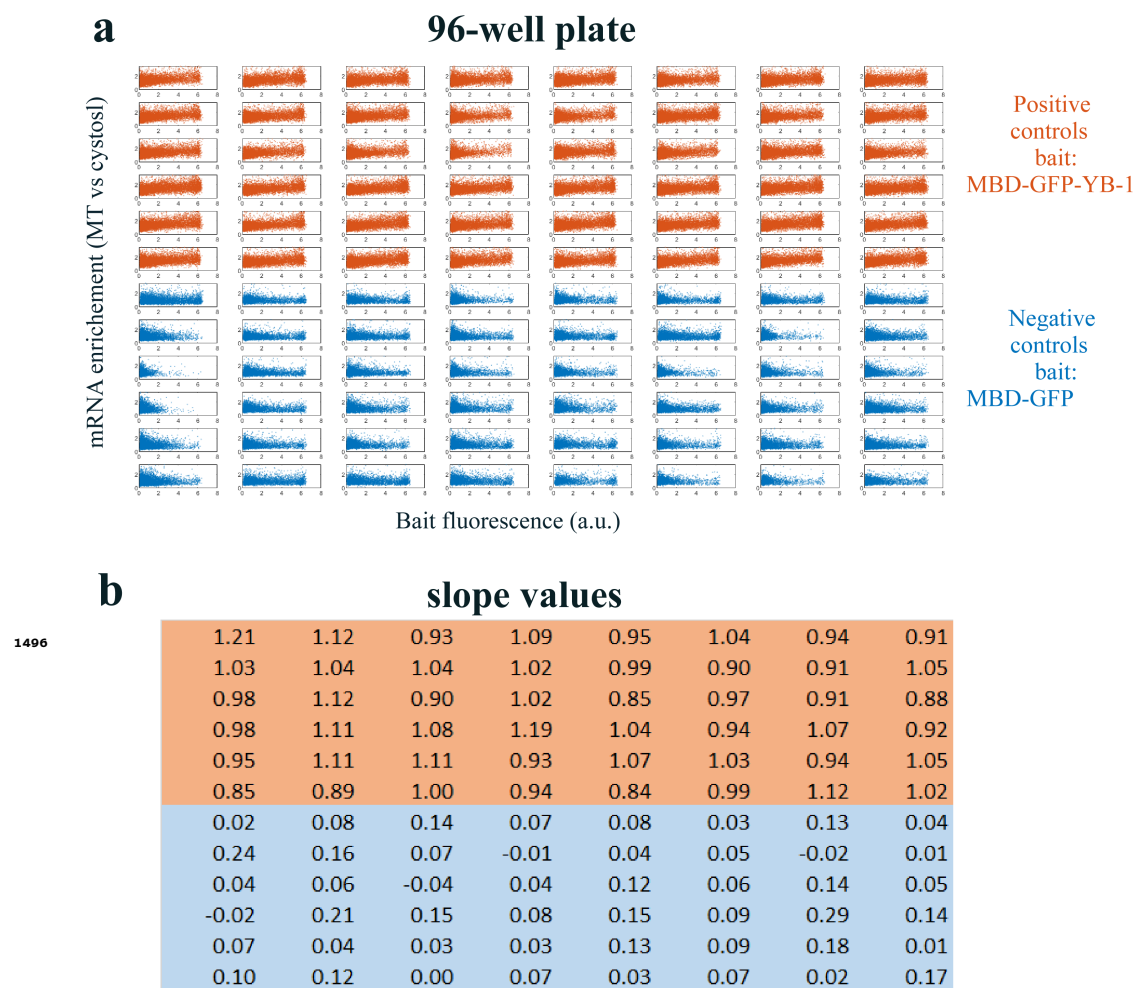 a
96-well plate
mRNA enrichement (MT vs cystosl)
Positive
controls
bait:
MBD-GFP-YB-1
Negative
controls
bait:
MBD-GFP
Bait fluorescence (a.u.)
b
slope values
1496
1.21 1.12 0.93 1.09 0.95 1.04 0.94 0.91
1.03 1.04 1.04 1.02 0.99 0.90 0.91 1.05
0.98 1.12 0.90 1.02 0.85 0.97 0.91 0.88
0.98 1.11 1.08 1.19 1.04 0.94 1.07 0.92
0.95 1.11 1.11 0.93 1.07 1.03 0.94 1.05
0.85 0.89 1.00 0.94 0.84 0.99 1.12 1.02
0.02 0.08 0.14 0.07 0.08 0.03 0.13 0.04
0.24 0.16 0.07 -0.01 0.04 0.05 -0.02 0.01
0.04 0.06 -0.04 0.04 0.12 0.06 0.14 0.05
-0.02 0.21 0.15 0.08 0.15 0.09 0.29 0.14
0.07 0.04 0.03 0.03 0.13 0.09 0.18 0.01
0.10 0.12 0.00 0.07 0.03 0.07 0.02 0.17